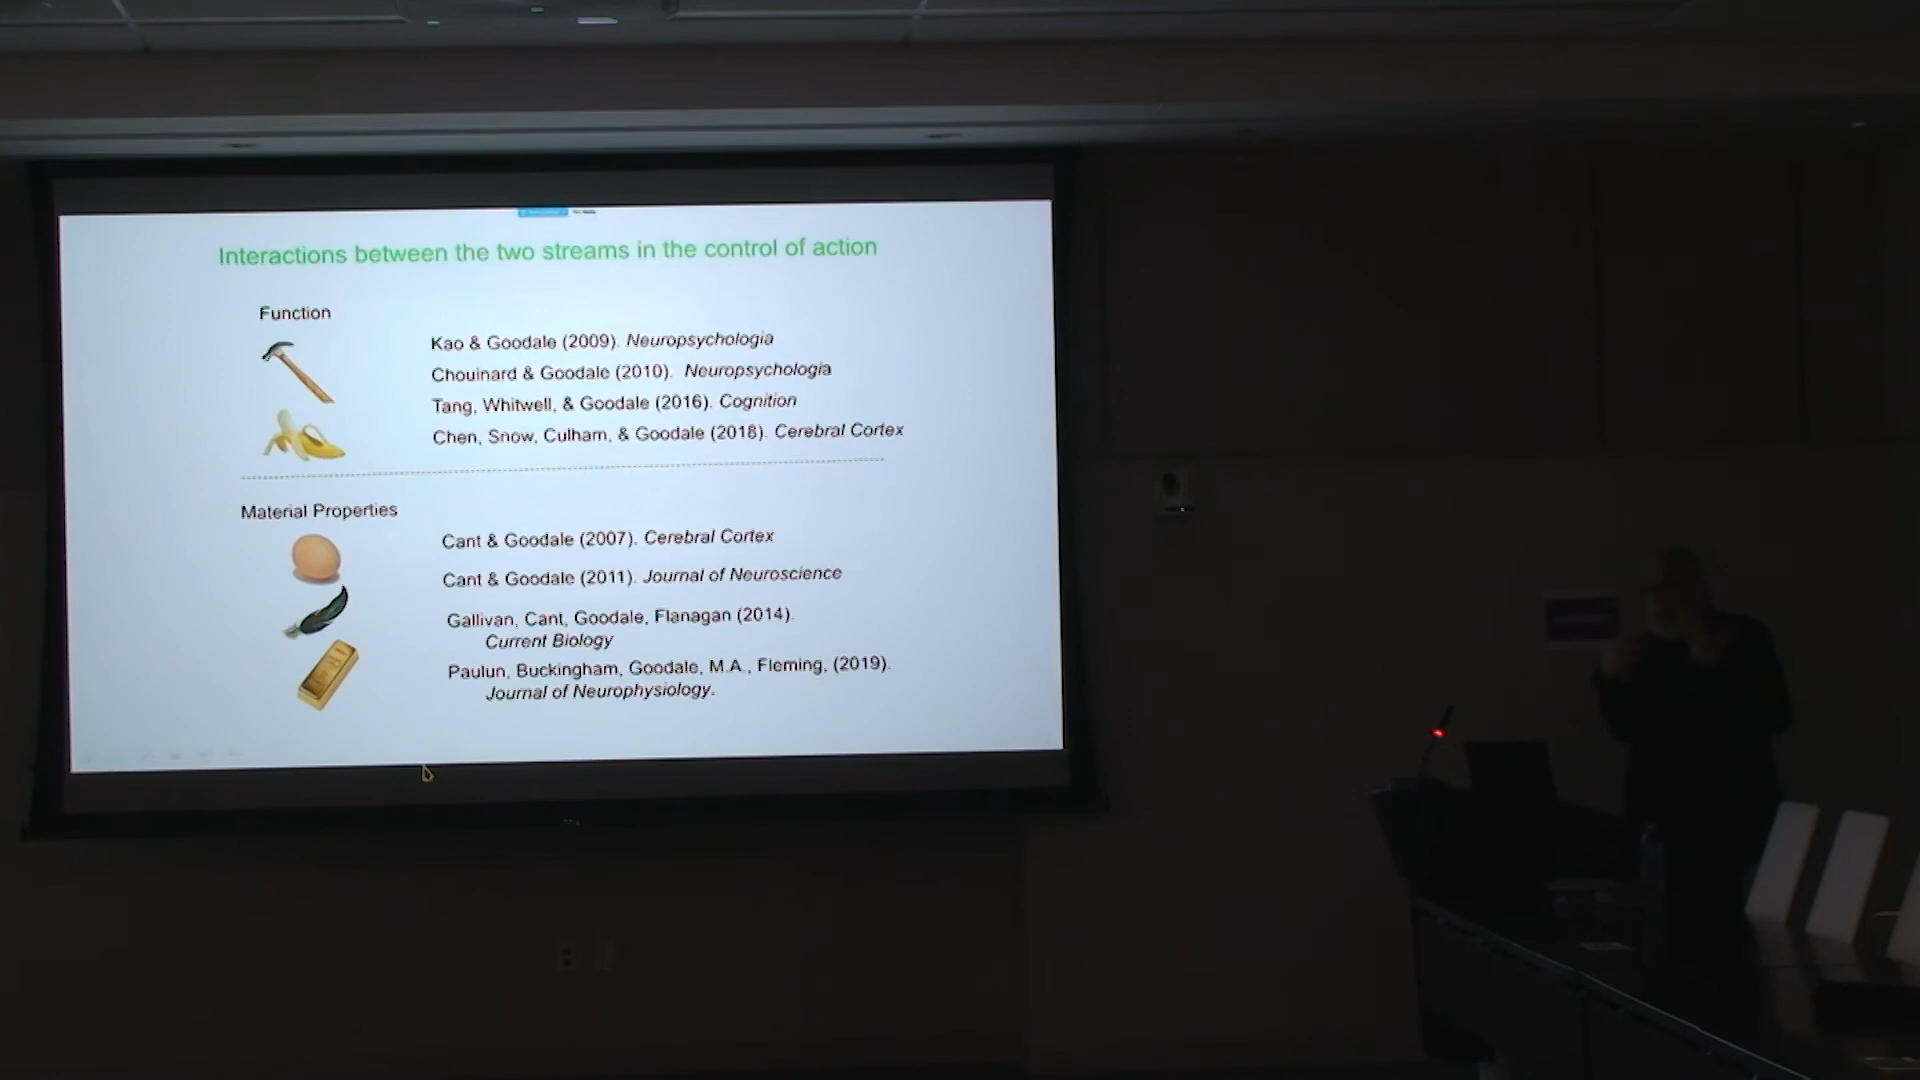 Interactions between the two streams in the control of action
Function
Kao & Goodale (2009). Neuropsychologia
Chouinard & Goodale (2010). Neuropsychologia
Tang, Whitwell, & Goodale (2016). Cognition
Chen, Snow, Culham, & Goodale (2018). Cerebral Cortex
Material Properties
Cant & Goodale (2007). Cerebral Cortex
Cant & Goodale (2011). Journal of Neuroscience
Gallivan, Cant, Goodale, Flanagan (2014).
Current Biology
Paulun, Buckingham, Goodale, M.A., Fleming, (2019).
Journal of Neurophysiology.